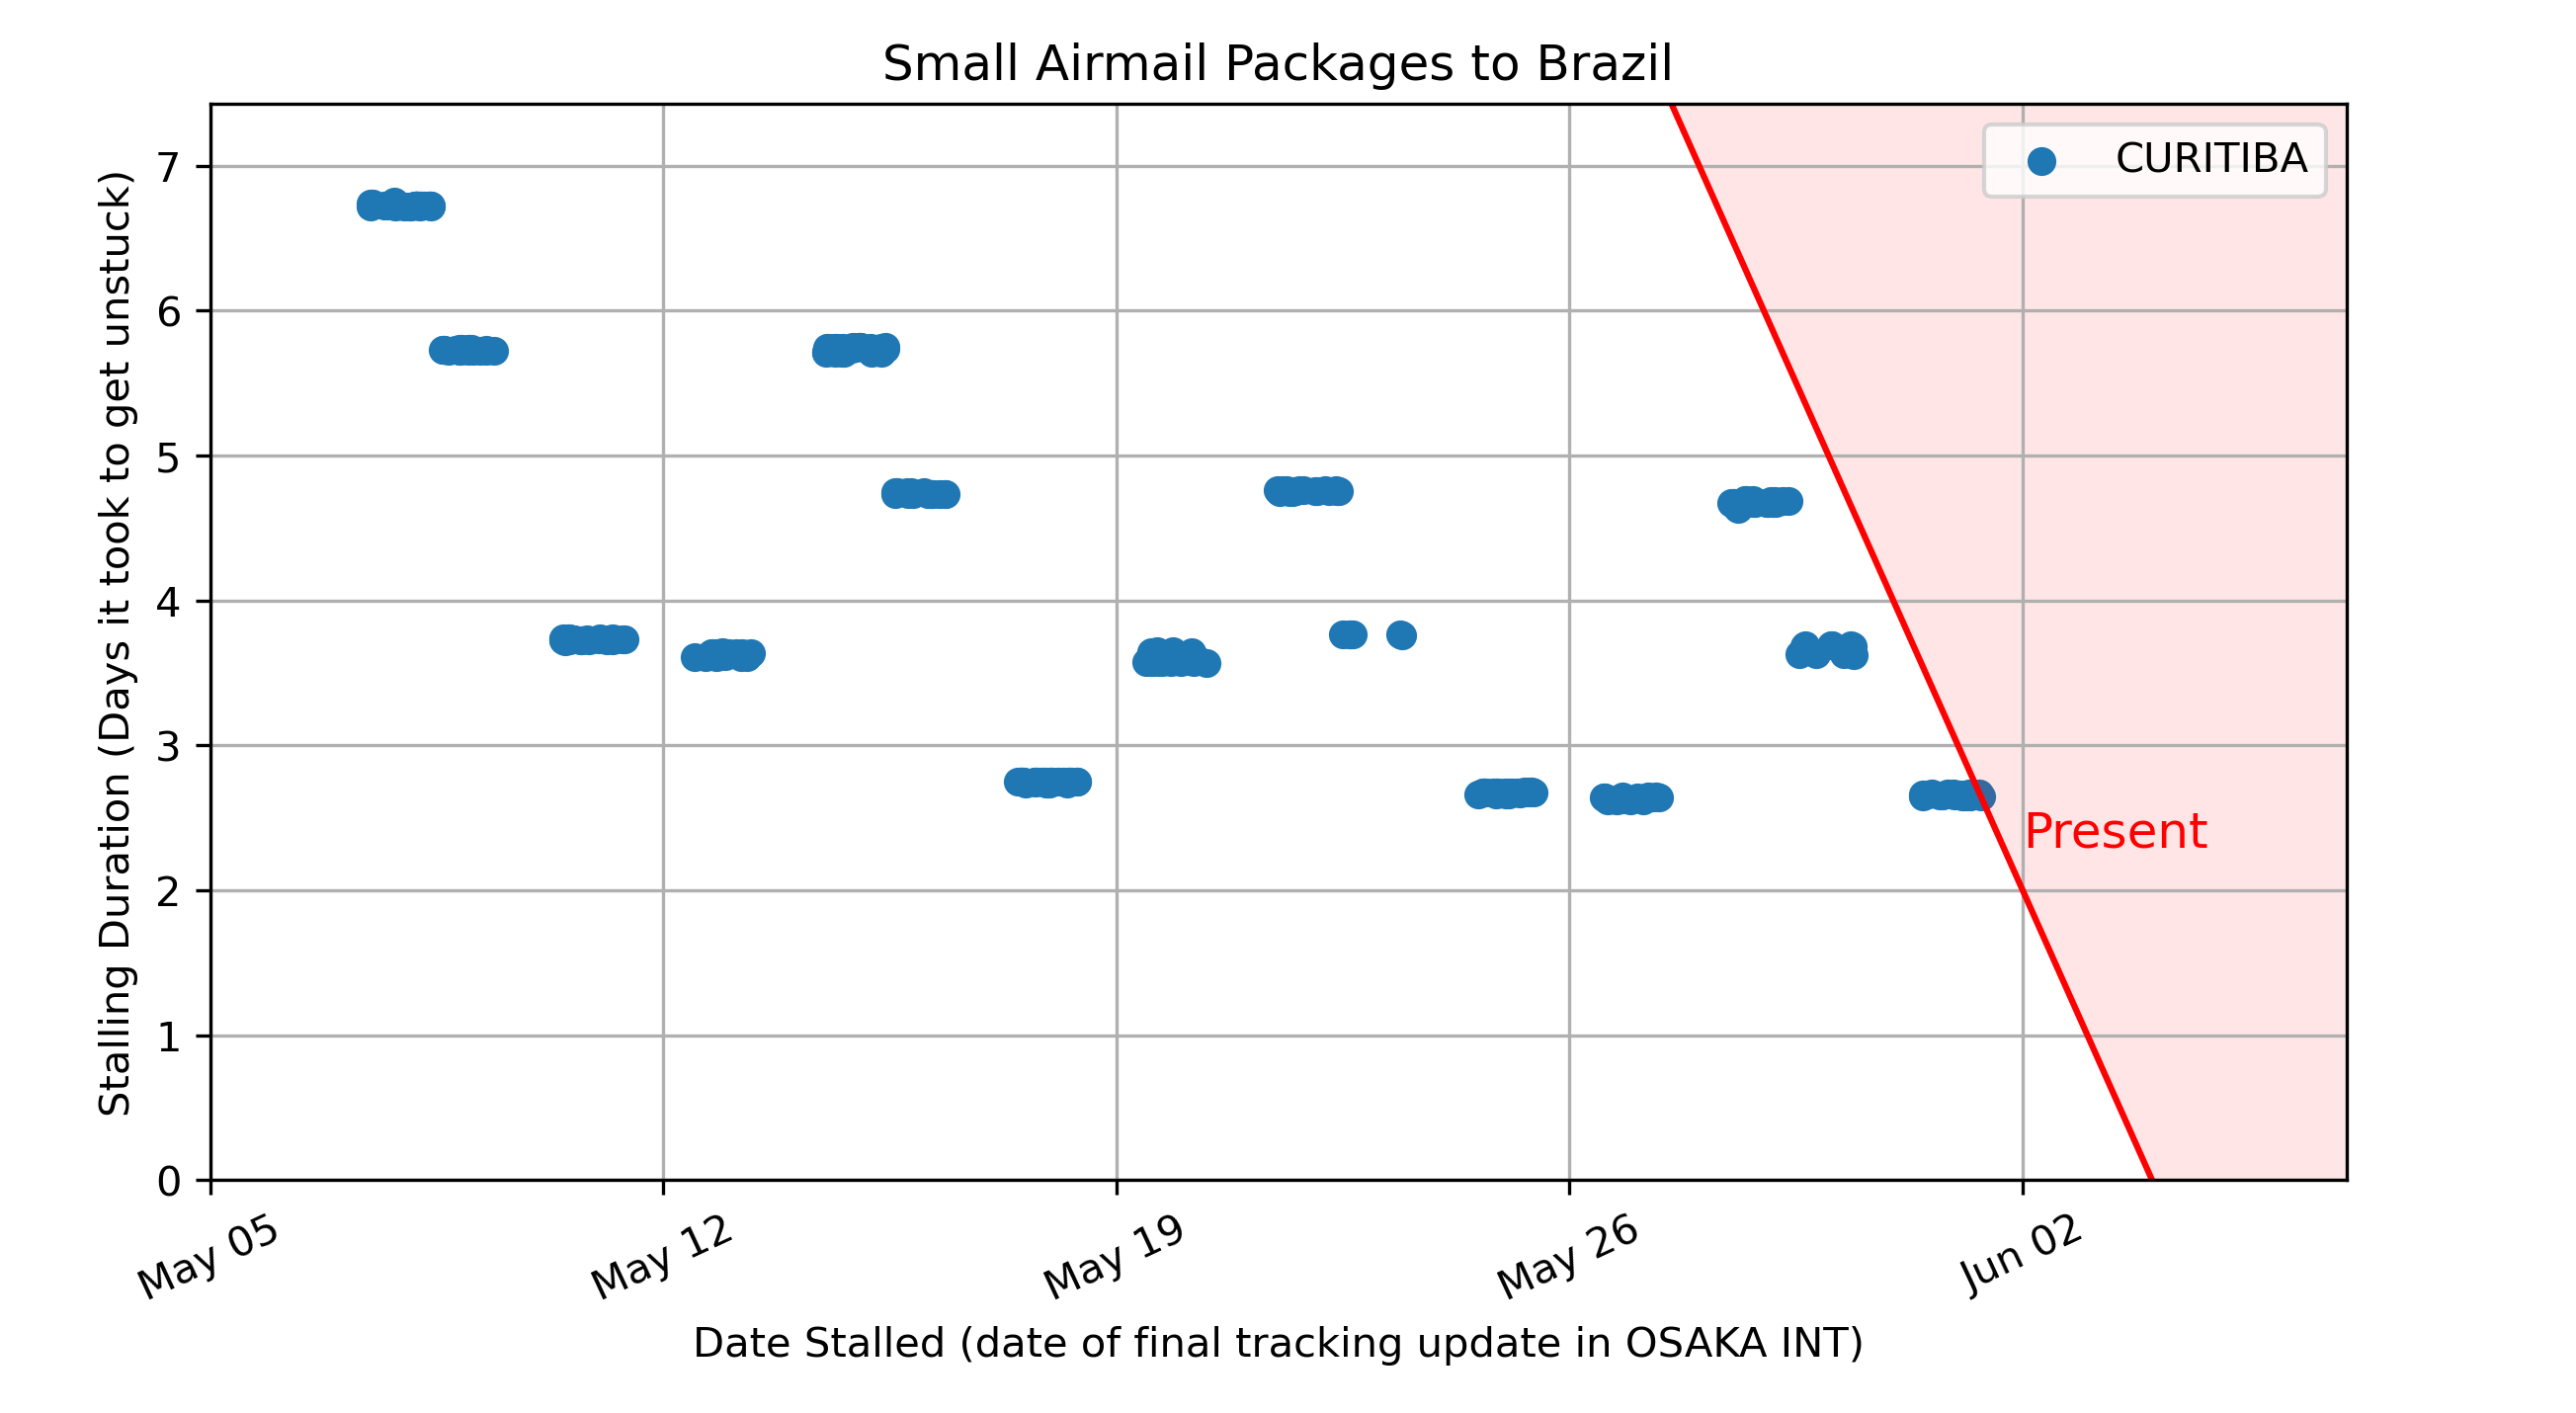 Small Airmail Packages to Brazil
Stalling Duration (Days it took to get unstuck)
7
6
5
4
3
2
1
0
CURITIBA
Present
May 05
May 12
May 19
May 26
Jun 02
Date Stalled (date of final tracking update in OSAKA INT)